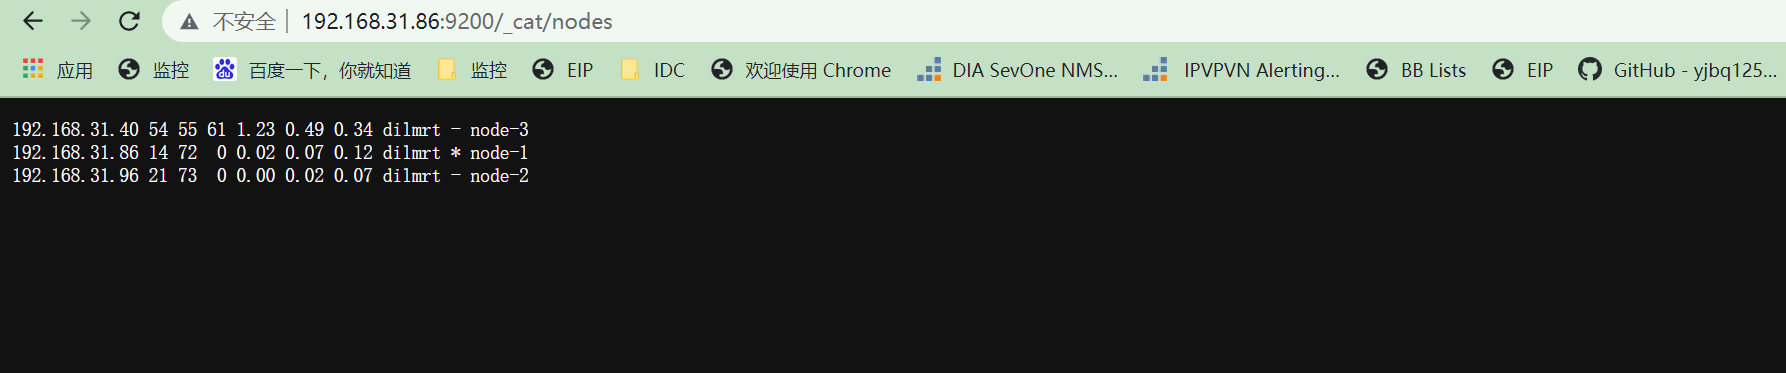 不安全 | 192.168.31.86:9200/_cat/nodes
应用 监控 百度一下，你就知道 监控 EIP IDC 欢迎使用 Chrome DIA SevOne NMS... IPVPVN Alerting... BB Lists EIP GitHub - yjbq125...
192.168.31.40 54 55 61 1.23 0.49 0.34 dilmrt - node-3
192.168.31.86 14 72  0 0.02 0.07 0.12 dilmrt * node-1
192.168.31.96 21 73  0 0.00 0.02 0.07 dilmrt - node-2